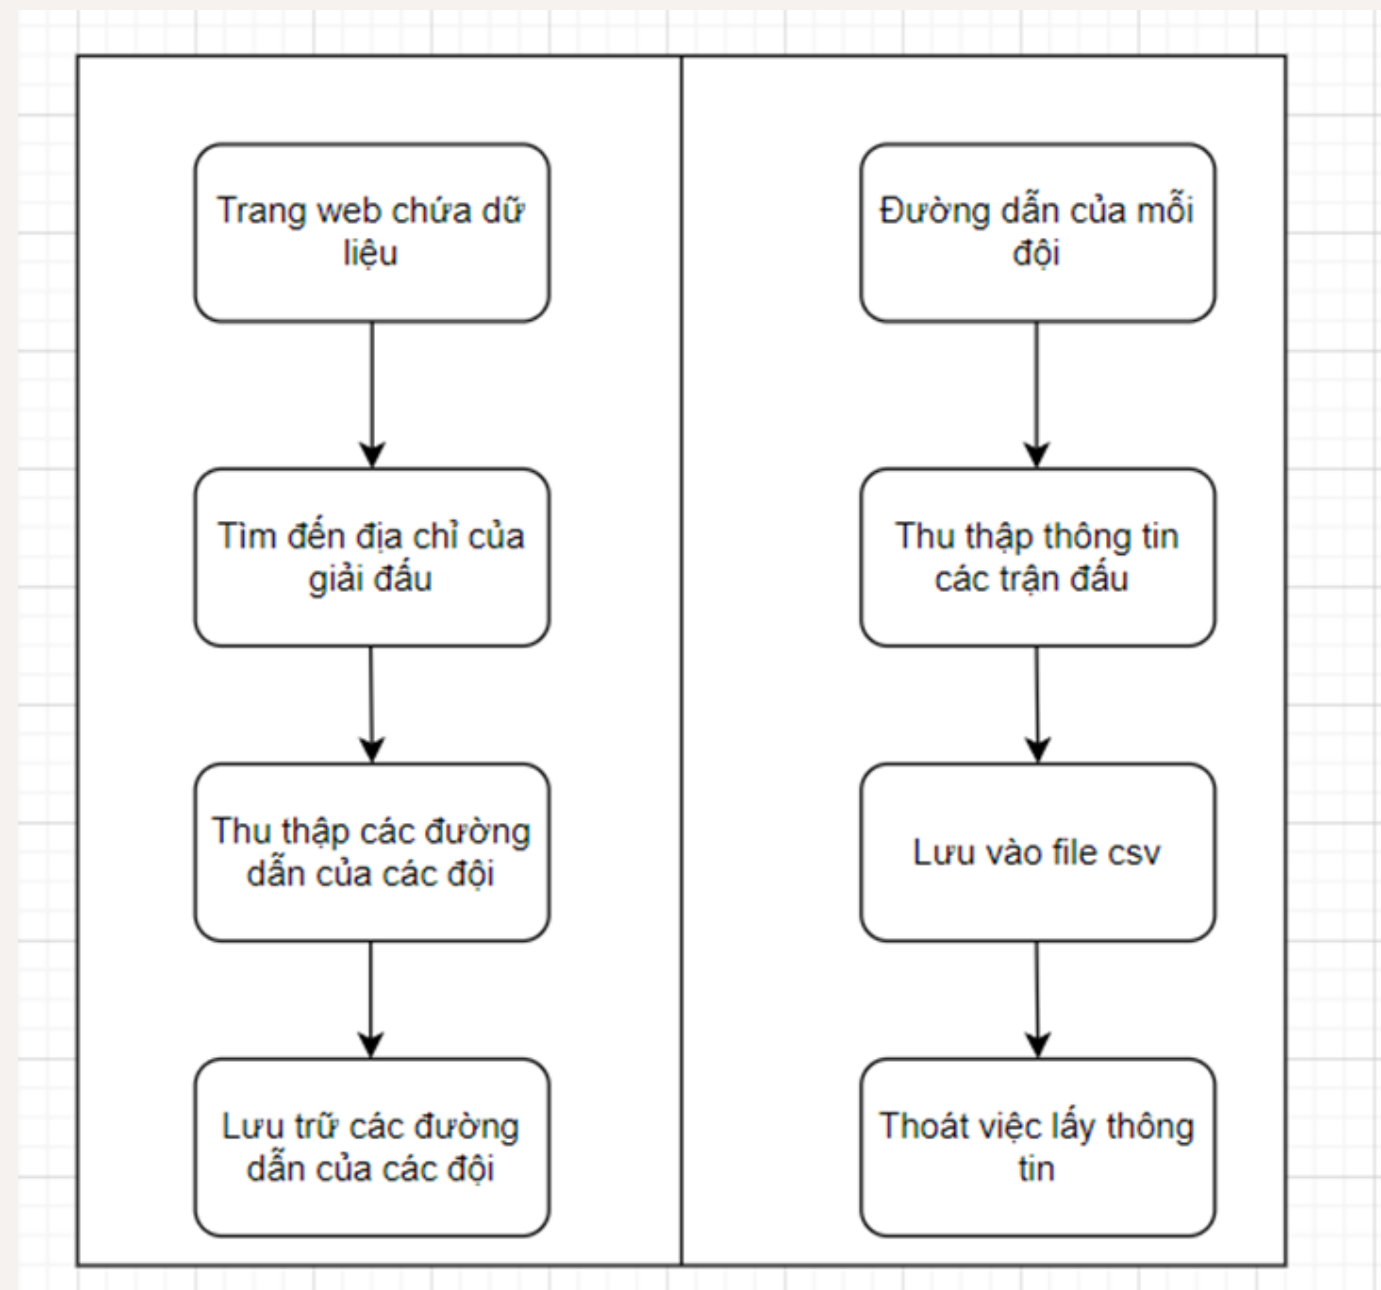 Trang web chứa dữ
liệu
Tìm đến địa chỉ của
giải đấu
Thu thập các đường
dẫn của các đội
Lưu trữ các đường
dẫn của các đội
Đường dẫn của mỗi
đội
Thu thập thông tin
các trận đấu
Lưu vào file csv
Thoát việc lấy thông
tin